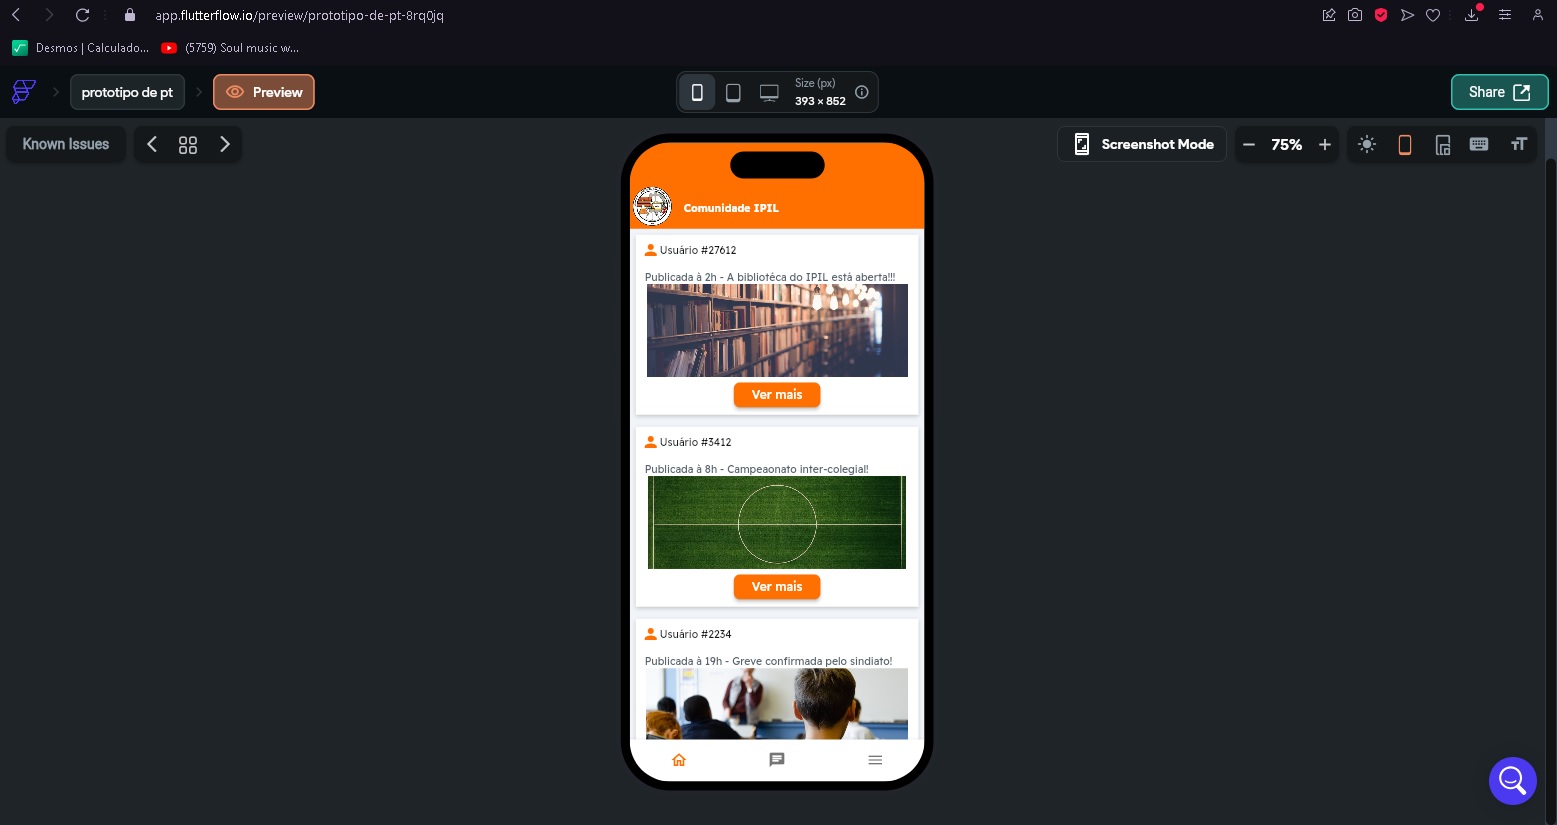 app.flutterflow.io/preview/prototipo-de-pt-8rq0jq
Desmos | Calculado...
(5759) Soul music w...
prototipo de pt
Preview
Size (px)
393 × 852
Share
Known Issues
Screenshot Mode
75%
Comunidade IPIL
Usuário #27612
Publicada à 2h - A bibliotéca do IPIL está aberta!!!
Ver mais
Usuário #3412
Publicada à 8h - Campeaonato inter-colegial!
Ver mais
Usuário #2234
Publicada à 19h - Greve confirmada pelo sindiato!